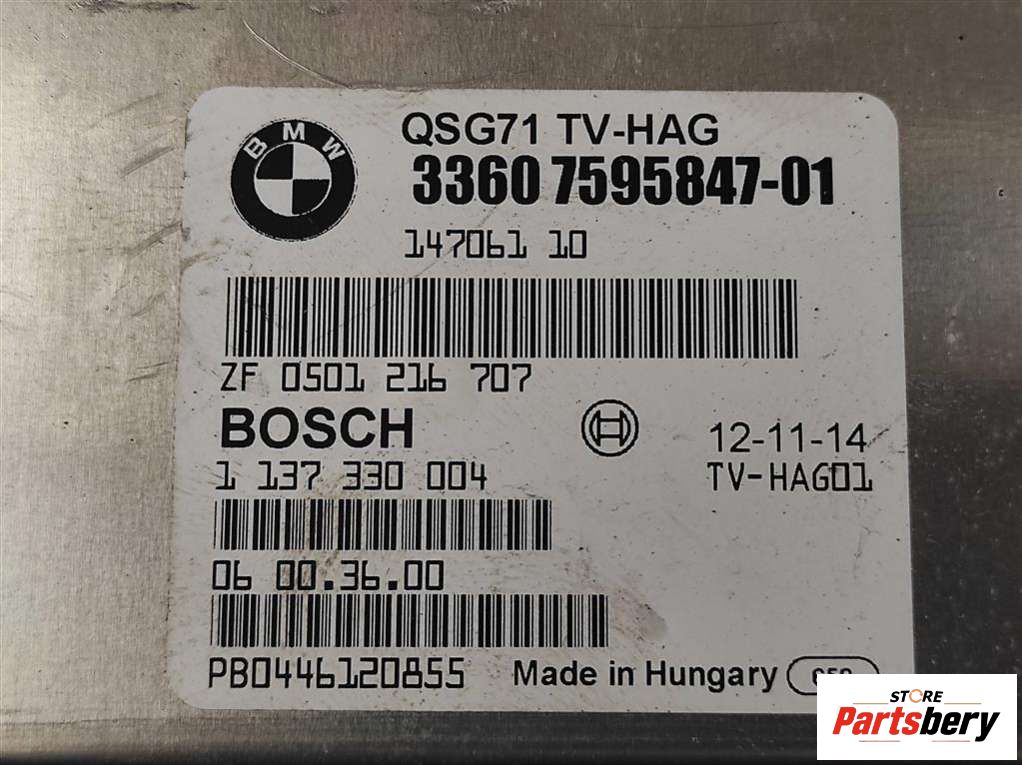 BMW
QSG71 TV-HAG
3360 7595847-01
147061 10
ZF 0501 216 707
BOSCH
12-11-14
1 137 330 004
TV-HAG01
06 00.36.00
PB0446120855
Made in Hungary
STORE
Partsbery